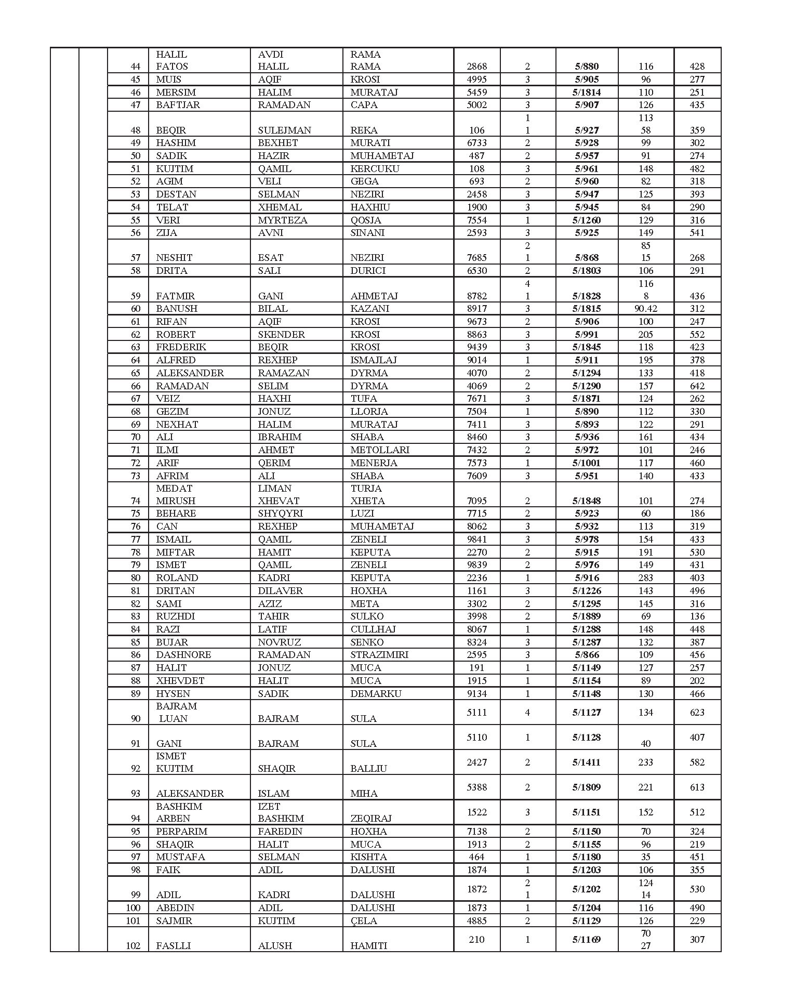 HALIL AVDI RAMA
44 FATOS HALIL RAMA 2868 2 5/880 116 428
45 MUIS AQIF KROSI 4995 3 5/905 96 277
46 MERSIM HALIM MURATAJ 5459 3 5/1814 110 251
47 BAFTJAR RAMADAN CAPA 5002 3 5/907 126 435
1 113
48 BEQIR SULEJMAN REKA 106 1 5/927 58 359
49 HASHIM BEXHET MURATI 6733 2 5/928 99 302
50 SADIK HAZIR MUHAMETAJ 487 2 5/957 91 274
51 KUJTIM QAMIL KERCUKU 108 3 5/961 148 482
52 AGIM VELI GEGA 693 2 5/960 82 318
53 DESTAN SELMAN NEZIRI 2458 3 5/947 125 393
54 TELAT XHEMAL HAXHIU 1900 3 5/945 84 290
55 VERI MYRTEZA QOSJA 7554 1 5/1260 129 316
56 ZIJA AVNI SINANI 2593 3 5/925 149 541
2 85
57 NESHIT ESAT NEZIRI 7685 1 5/868 15 268
58 DRITA SALI DURICI 6530 2 5/1803 106 291
4 116
59 FATMIR GANI AHMETAJ 8782 1 5/1828 8 436
60 BANUSH BILAL KAZANI 8917 3 5/1815 90.42 312
61 RIFAN AQIF KROSI 9673 2 5/906 100 247
62 ROBERT SKENDER KROSI 8863 3 5/991 205 552
63 FREDERIK BEQIR KROSI 9439 3 5/1845 118 423
64 ALFRED REXHEP ISMAJLAJ 9014 1 5/911 195 378
65 ALEKSANDER RAMAZAN DYRMA 4070 2 5/1294 133 418
66 RAMADAN SELIM DYRMA 4069 2 5/1290 157 642
67 VEIZ HAXHI TUFA 7671 3 5/1871 124 262
68 GEZIM JONUZ LLORJA 7504 1 5/890 112 330
69 NEXHAT HALIM MURATAJ 7411 3 5/893 122 291
70 ALI IBRAHIM SHABA 8460 3 5/936 161 434
71 ILMI AHMET METOLLARI 7432 2 5/972 101 246
72 ARIF QERIM MENERJA 7573 1 5/1001 117 460
73 AFRIM ALI SHABA 7609 3 5/951 140 433
MEDAT LIMAN TURJA
74 MIRUSH XHEVAT XHETA 7095 2 5/1848 101 274
75 BEHARE SHYQYRI LUZI 7715 2 5/923 60 186
76 CAN REXHEP MUHAMETAJ 8062 3 5/932 113 319
77 ISMAIL QAMIL ZENELI 9841 3 5/978 154 433
78 MIFTAR HAMIT KEPUTA 2270 2 5/915 191 530
79 ISMET QAMIL ZENELI 9839 2 5/976 149 431
80 ROLAND KADRI KEPUTA 2236 1 5/916 283 403
81 DRITAN DILAVER HOXHA 1161 3 5/1226 143 496
82 SAMI AZIZ META 3302 2 5/1295 145 316
83 RUZHDI TAHIR SULKO 3998 2 5/1889 69 136
84 RAZI LATIF CULLHAJ 8067 1 5/1288 148 448
85 BUJAR NOVRUZ SENKO 8324 3 5/1287 132 387
86 DASHNORE RAMADAN STRAZIMIRI 2595 3 5/866 109 456
87 HALIT JONUZ MUCA 191 1 5/1149 127 257
88 XHEVDET HALIT MUCA 1915 1 5/1154 89 202
89 HYSEN SADIK DEMARKU 9134 1 5/1148 130 466
BAJRAM
90 LUAN BAJRAM SULA 5111 4 5/1127 134 623
91 GANI BAJRAM SULA 5110 1 5/1128 40 407
ISMET
92 KUJTIM SHAQIR BALLIU 2427 2 5/1411 233 582
93 ALEKSANDER ISLAM MIHA 5388 2 5/1809 221 613
BASHKIM IZET
94 ARBEN BASHKIM ZEQIRAJ 1522 3 5/1151 152 512
95 PERPARIM FAREDIN HOXHA 7138 2 5/1150 70 324
96 SHAQIR HALIT MUCA 1913 2 5/1155 96 219
97 MUSTAFA SELMAN KISHTA 464 1 5/1180 35 451
98 FAIK ADIL DALUSHI 1874 1 5/1203 106 355
2 124
99 ADIL KADRI DALUSHI 1872 1 5/1202 14 530
100 ABEDIN ADIL DALUSHI 1873 1 5/1204 116 490
101 SAJMIR KUJTIM ÇELA 4885 2 5/1129 126 229
70
102 FASLLI ALUSH HAMITI 210 1 5/1169 27 307